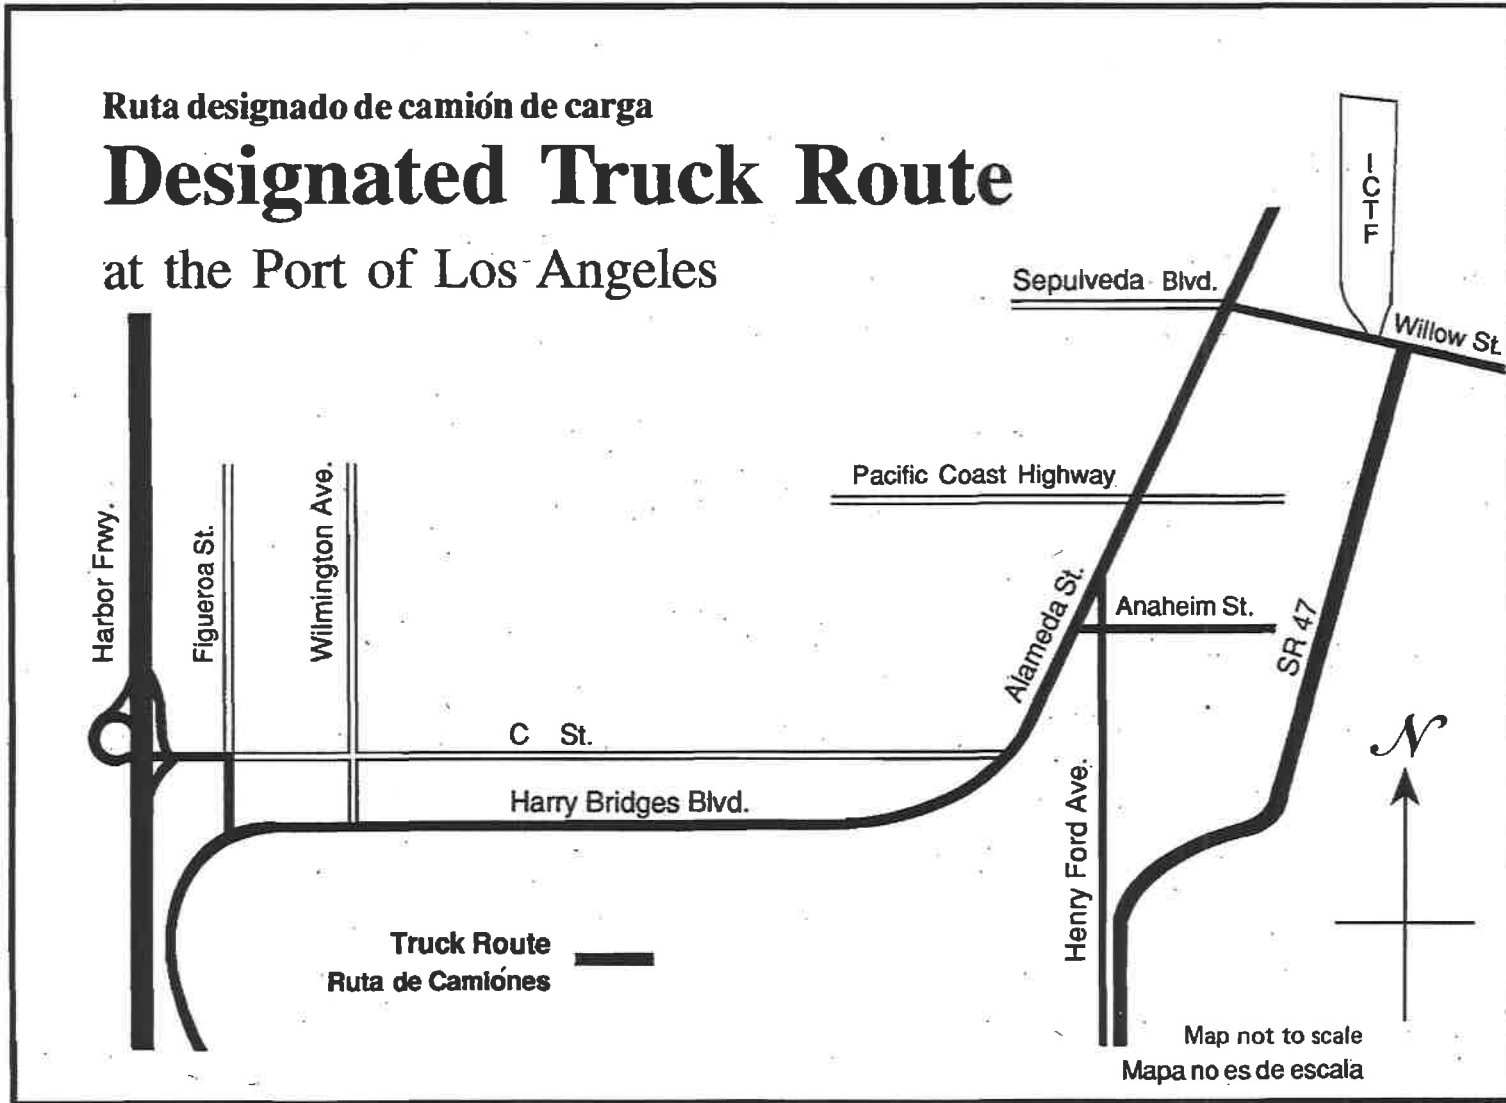 Ruta designado de camión de carga
Designated Truck Route
at the Port of Los Angeles
ICTF
Sepulveda Blvd.
Willow St.
Pacific Coast Highway
Harbor Frwy.
Figueroa St.
Wilmington Ave.
Alameda St.
Anaheim St.
SR 47
C St.
Harry Bridges Blvd.
Henry Ford Ave.
N
Truck Route
Ruta de Camiónes
Map not to scale
Mapa no es de escala